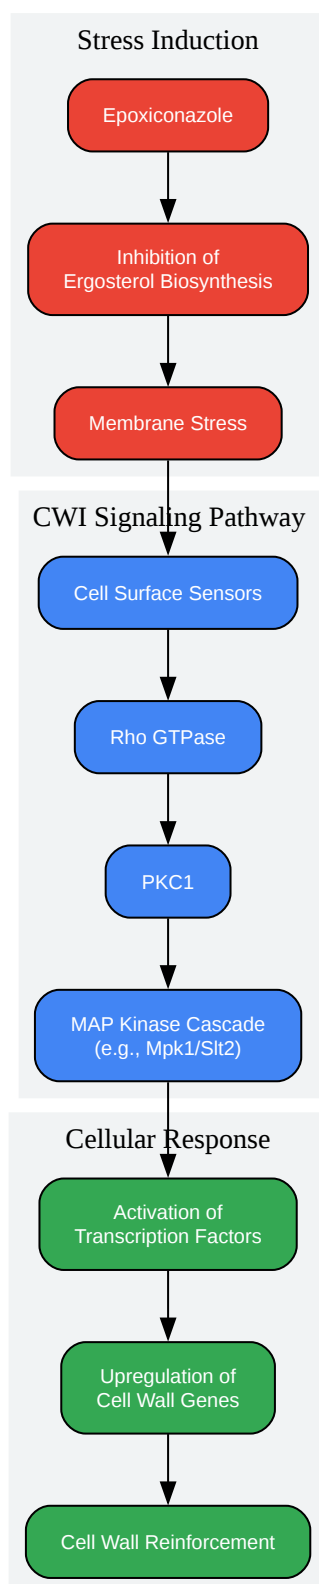 Stress Induction
Epoxiconazole
Inhibition of
Ergosterol Biosynthesis
Membrane Stress
CWI Signaling Pathway
Cell Surface Sensors
Rho GTPase
PKC1
MAP Kinase Cascade
(e.g., Mpk1/Slt2)
Cellular Response
Activation of
Transcription Factors
Upregulation of
Cell Wall Genes
Cell Wall Reinforcement